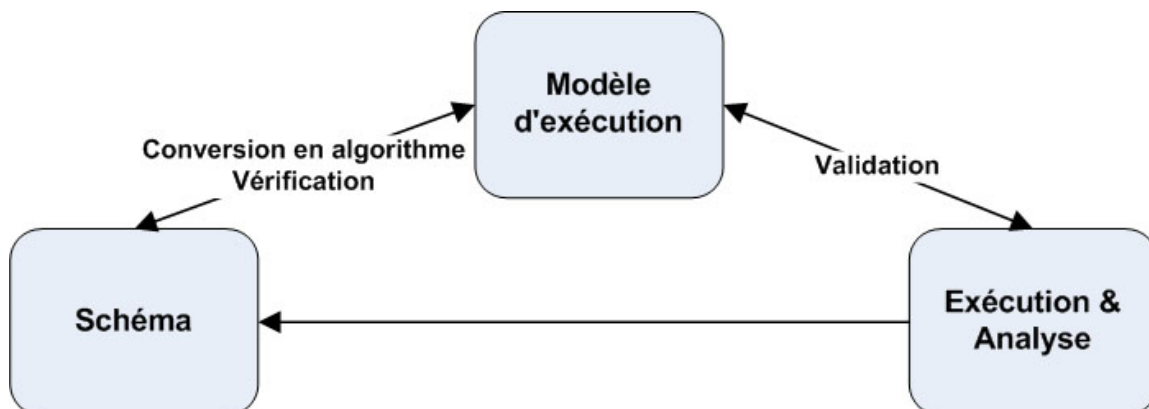 Modèle
d'exécution
Conversion en algorithme
Vérification
Validation
Schéma
Exécution &
Analyse